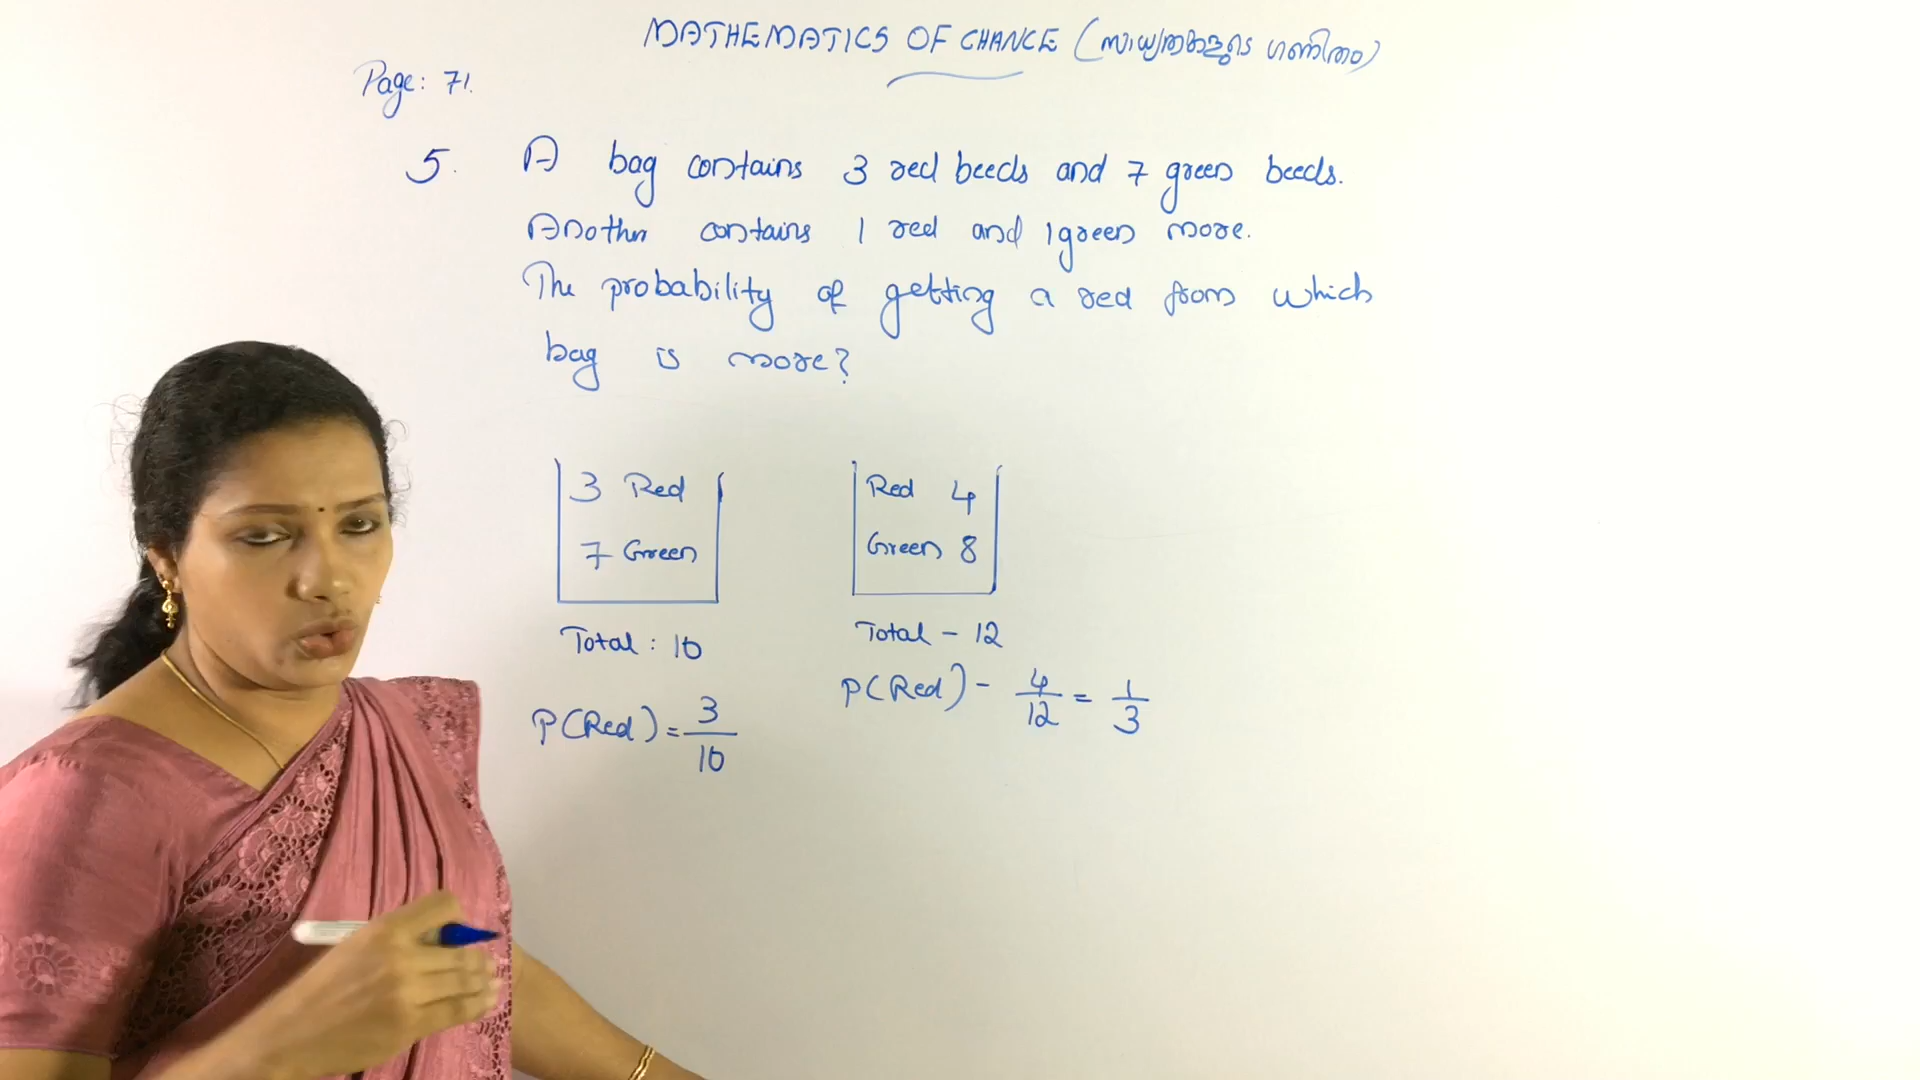 MATHEMATICS OF CHANCE (സാധ്യതകളുടെ ഗണിതം)
Page: 71.
5. A bag contains 3 red beeds and 7 green beeds.
Another contains 1 red and 1 green more.
The probability of getting a red from which
bag is more?
3 Red
7 Green
Total : 10
P(Red) = 3/10
Red 4
Green 8
Total - 12
P(Red) - 4/12 = 1/3